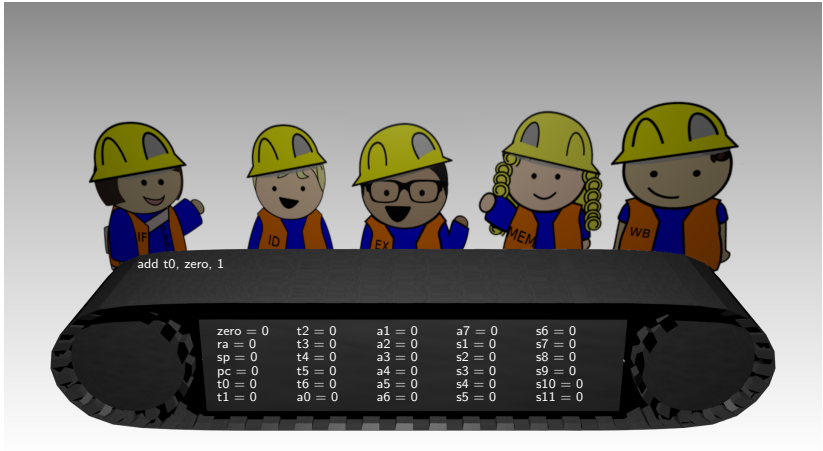 IF
ID
EX
MEM
WB
add t0, zero, 1
zero = 0 t2 = 0 a1 = 0 a7 = 0 s6 = 0
ra = 0 t3 = 0 a2 = 0 s1 = 0 s7 = 0
sp = 0 t4 = 0 a3 = 0 s2 = 0 s8 = 0
pc = 0 t5 = 0 a4 = 0 s3 = 0 s9 = 0
t0 = 0 t6 = 0 a5 = 0 s4 = 0 s10 = 0
t1 = 0 a0 = 0 a6 = 0 s5 = 0 s11 = 0